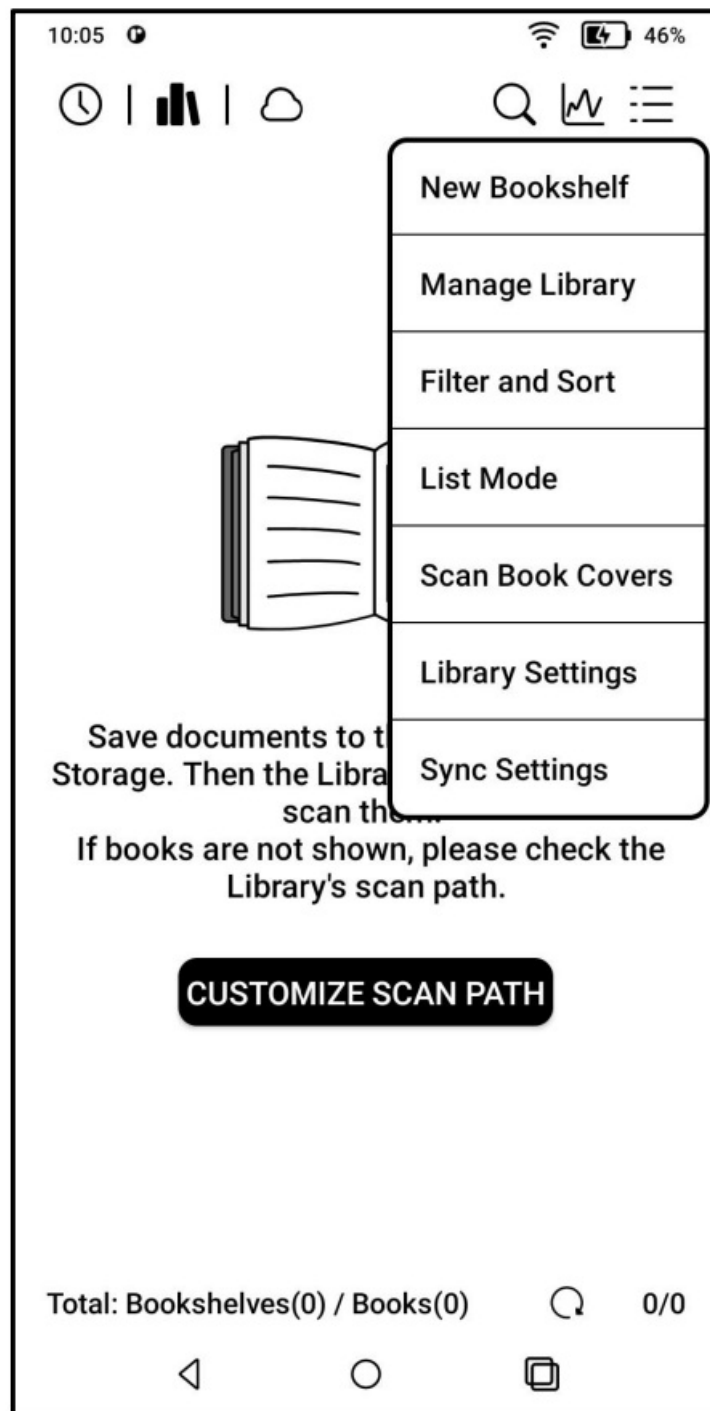 10:05
46%
New Bookshelf
Manage Library
Filter and Sort
List Mode
Scan Book Covers
Library Settings
Sync Settings
Save documents to
Storage. Then the
scan
If books are not shown, please check the
Library's scan path.
CUSTOMIZE SCAN PATH
Total: Bookshelves(0) / Books(0)
0/0